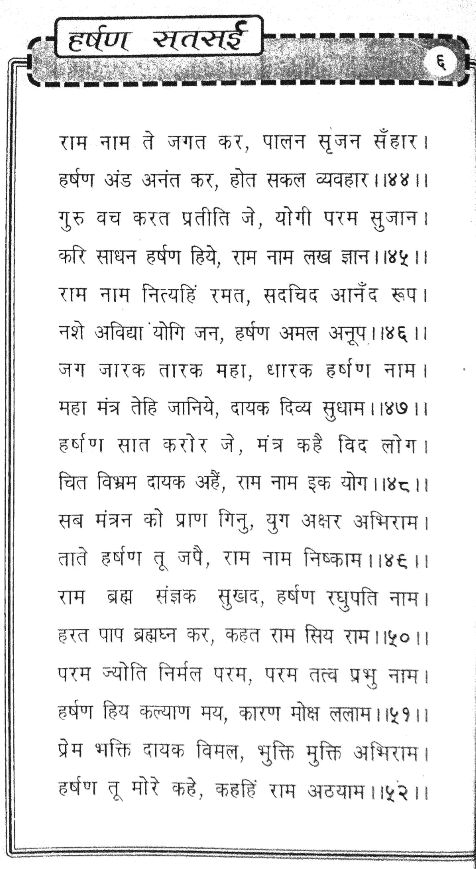 हर्षण सतसई
६
राम नाम ते जगत कर, पालन सृजन सँहार।
हर्षण अंड अनंत कर, होत सकल व्यवहार।।४४।।
गुरु वच करत प्रतीति जे, योगी परम सुजान।
करि साधन हर्षण हिये, राम नाम लख ज्ञान।।४५।।
राम नाम नित्यहिं रमत, सदचिद आनँद रूप।
नशे अविद्या योगि जन, हर्षण अमल अनूप।।४६।।
जग जारक तारक महा, धारक हर्षण नाम।
महा मंत्र तेहि जानिये, दायक दिव्य सुधाम।।४७।।
हर्षण सात करोर जे, मंत्र कहै विद लोग।
चित विभ्रम दायक अहैं, राम नाम इक योग।।४८।।
सब मंत्रन को प्राण गिनु, युग अक्षर अभिराम।
ताते हर्षण तू जपै, राम नाम निष्काम।।४९।।
राम ब्रह्म संज्ञक सुखद, हर्षण रघुपति नाम।
हरत पाप ब्रह्मघ्न कर, कहत राम सिय राम।।५०।।
परम ज्योति निर्मल परम, परम तत्व प्रभु नाम।
हर्षण हिय कल्याण मय, कारण मोक्ष ललाम।।५१।।
प्रेम भक्ति दायक विमल, भुक्ति मुक्ति अभिराम।
हर्षण तू मोरे कहे, कहहिं राम अठयाम।।५२।।